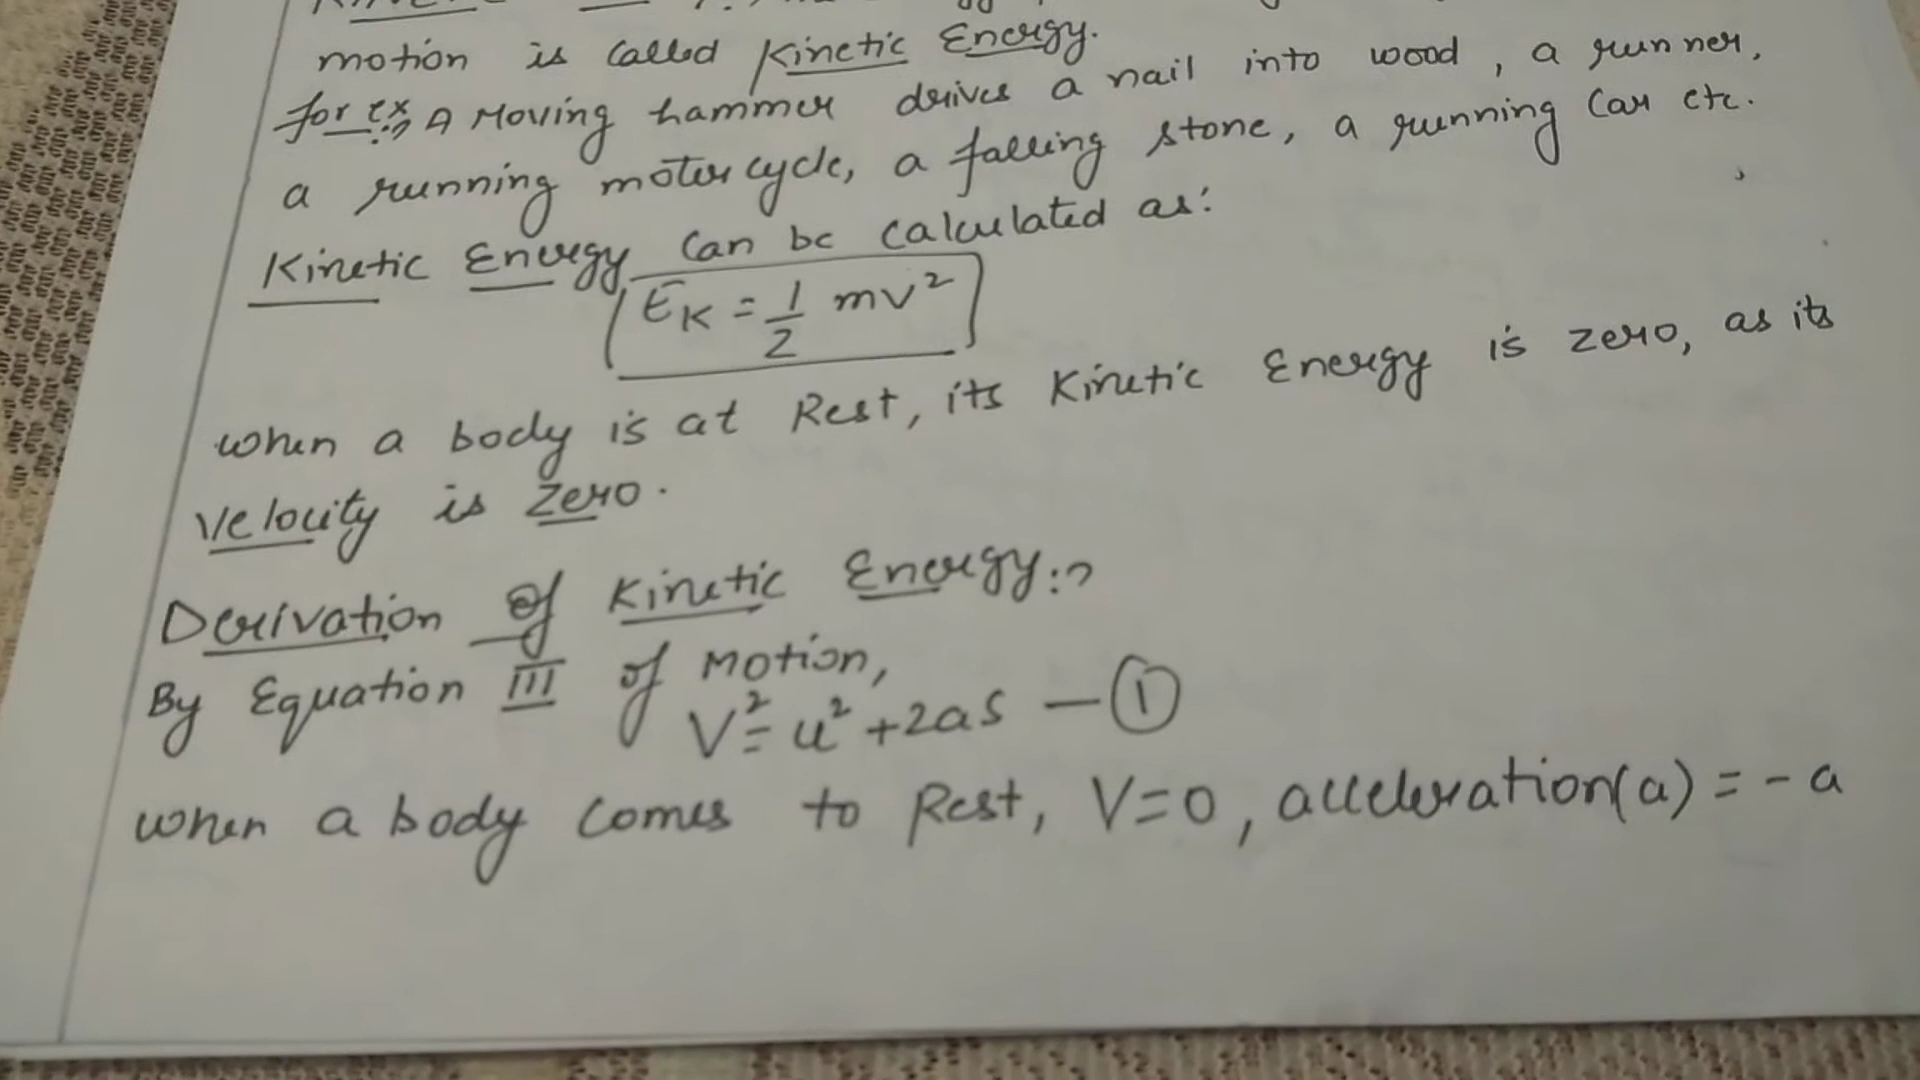 motion is called Kinetic Energy.
for ex:→ A Moving hammer drives a nail into wood, a runner,
a running motorcycle, a falling stone, a running Car etc.
Kinetic Energy Can be calculated as:
E_K = 1/2 mv²
when a body is at Rest, its Kinetic Energy is zero, as its
Velocity is Zero.
Derivation of Kinetic Energy:→
By Equation III of Motion,
V² = u² + 2as — ①
when a body Comes to Rest, V=0, acceleration(a) = - a